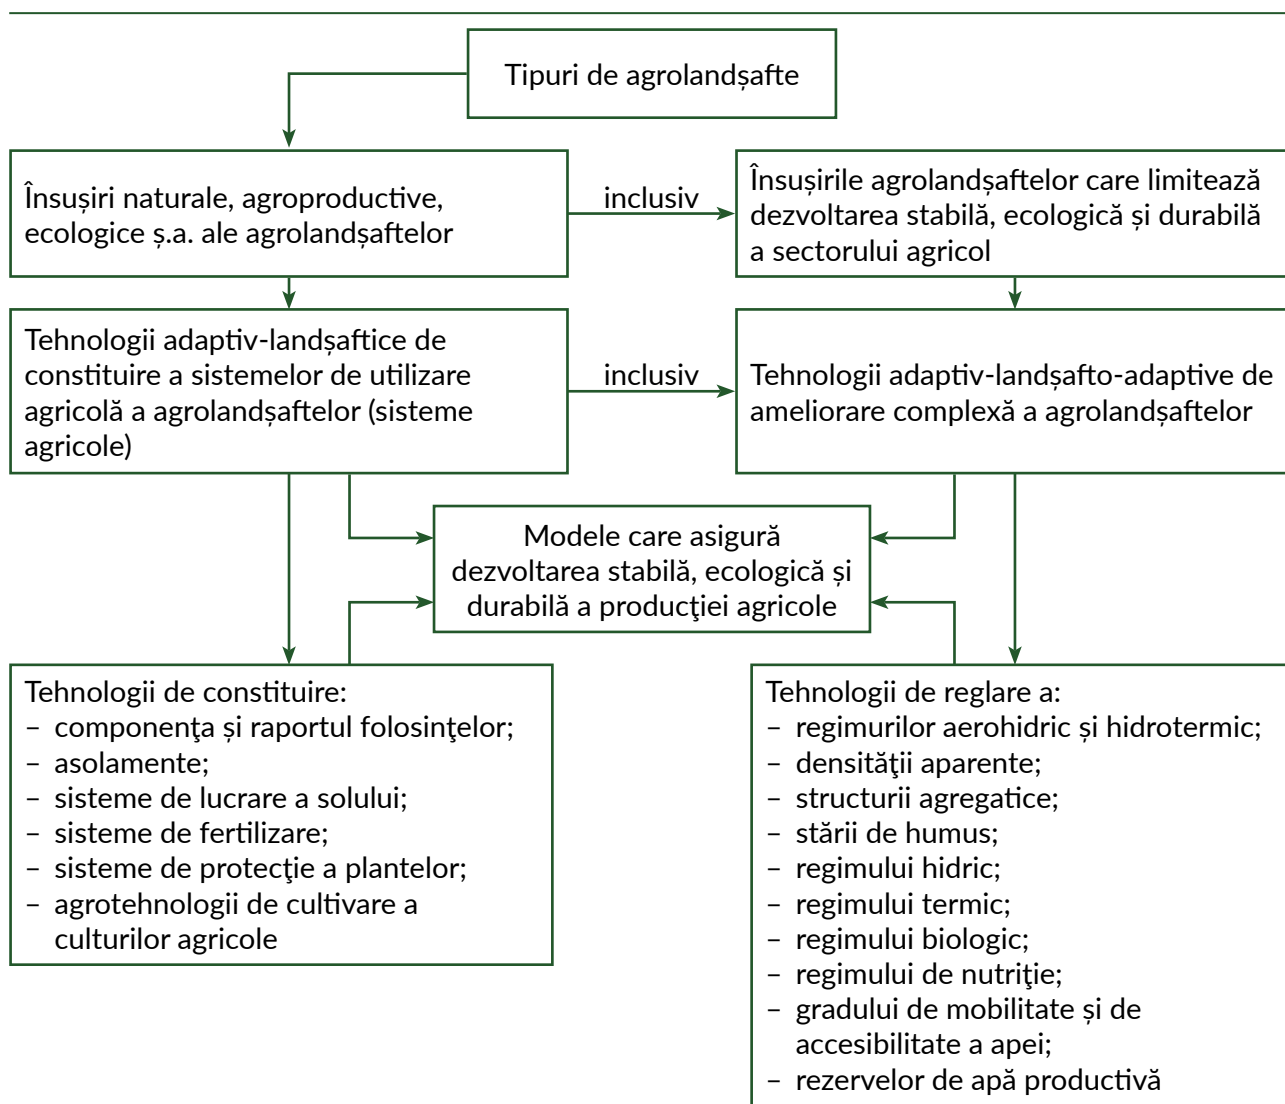 Tipuri de agrolandșafte
Însușiri naturale, agroproductive,
ecologice ș.a. ale agrolandșaftelor
inclusiv
Însușirile agrolandșaftelor care limitează
dezvoltarea stabilă, ecologică și durabilă
a sectorului agricol
Tehnologii adaptiv-landșaftice de
constituire a sistemelor de utilizare
agricolă a agrolandșaftelor (sisteme
agricole)
inclusiv
Tehnologii adaptiv-landșafto-adaptive de
ameliorare complexă a agrolandșaftelor
Modele care asigură
dezvoltarea stabilă, ecologică și
durabilă a producţiei agricole
Tehnologii de constituire:
– componenţa și raportul folosinţelor;
– asolamente;
– sisteme de lucrare a solului;
– sisteme de fertilizare;
– sisteme de protecţie a plantelor;
– agrotehnologii de cultivare a
culturilor agricole
Tehnologii de reglare a:
– regimurilor aerohidric și hidrotermic;
– densităţii aparente;
– structurii agregatice;
– stării de humus;
– regimului hidric;
– regimului termic;
– regimului biologic;
– regimului de nutriţie;
– gradului de mobilitate și de
accesibilitate a apei;
– rezervelor de apă productivă